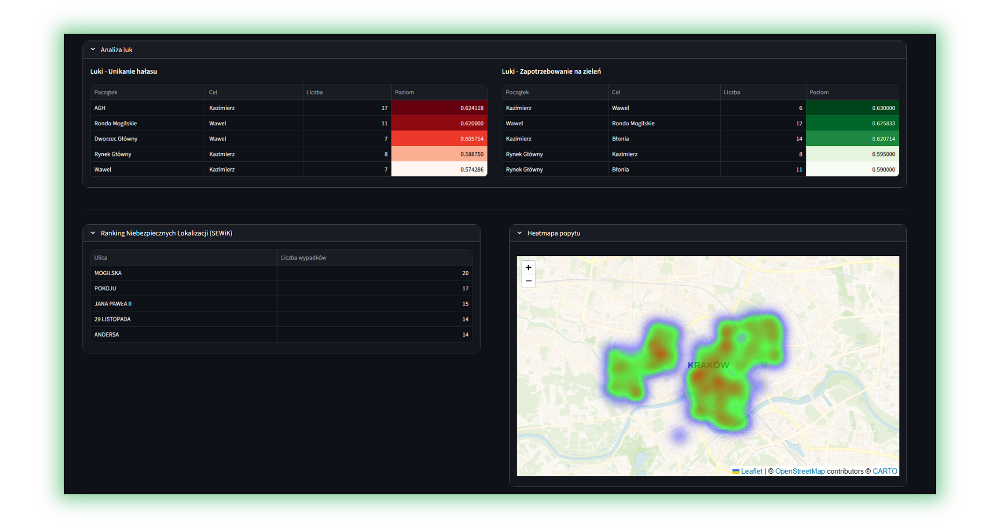 Analiza luk
Luki - Unikanie hałasu
Początek Cel Liczba Poziom
AGH Kazimierz 17 0.624118
Rondo Mogilskie Wawel 11 0.620000
Dworzec Główny Wawel 7 0.605714
Rynek Główny Kazimierz 8 0.588750
Wawel Kazimierz 7 0.574286
Luki - Zapotrzebowanie na zieleń
Początek Cel Liczba Poziom
Kazimierz Wawel 6 0.630000
Wawel Rondo Mogilskie 12 0.625833
Kazimierz Błonia 14 0.620714
Rynek Główny Kazimierz 8 0.595000
Rynek Główny Błonia 11 0.590000
Ranking Niebezpiecznych Lokalizacji (SEWiK)
Ulica Liczba wypadków
MOGILSKA 20
POKOJU 17
JANA PAWŁA II 15
29 LISTOPADA 14
ANDERSA 14
Heatmapa popytu
+
−
KRAKÓW
Leaflet | © OpenStreetMap contributors © CARTO